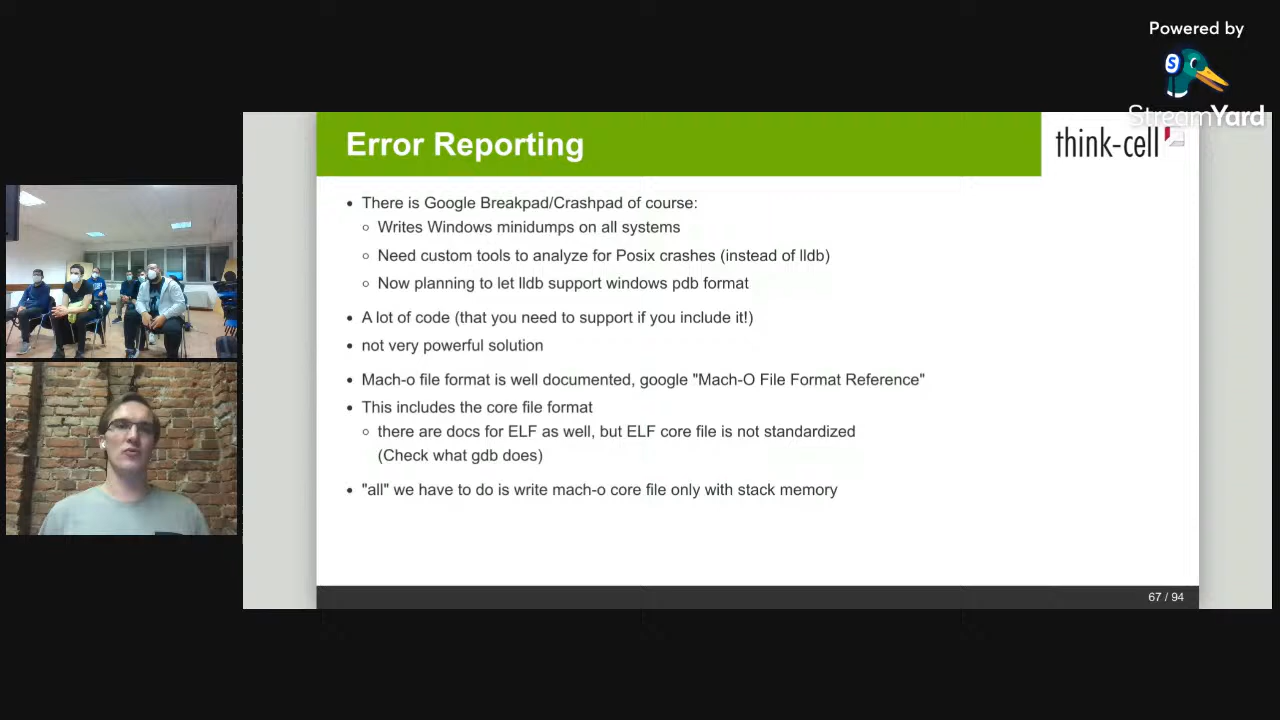 Powered by
S
StreamYard
Error Reporting
think-cell
• There is Google Breakpad/Crashpad of course:
○ Writes Windows minidumps on all systems
○ Need custom tools to analyze for Posix crashes (instead of lldb)
○ Now planning to let lldb support windows pdb format
• A lot of code (that you need to support if you include it!)
• not very powerful solution
• Mach-o file format is well documented, google "Mach-O File Format Reference"
• This includes the core file format
○ there are docs for ELF as well, but ELF core file is not standardized
(Check what gdb does)
• "all" we have to do is write mach-o core file only with stack memory
67 / 94